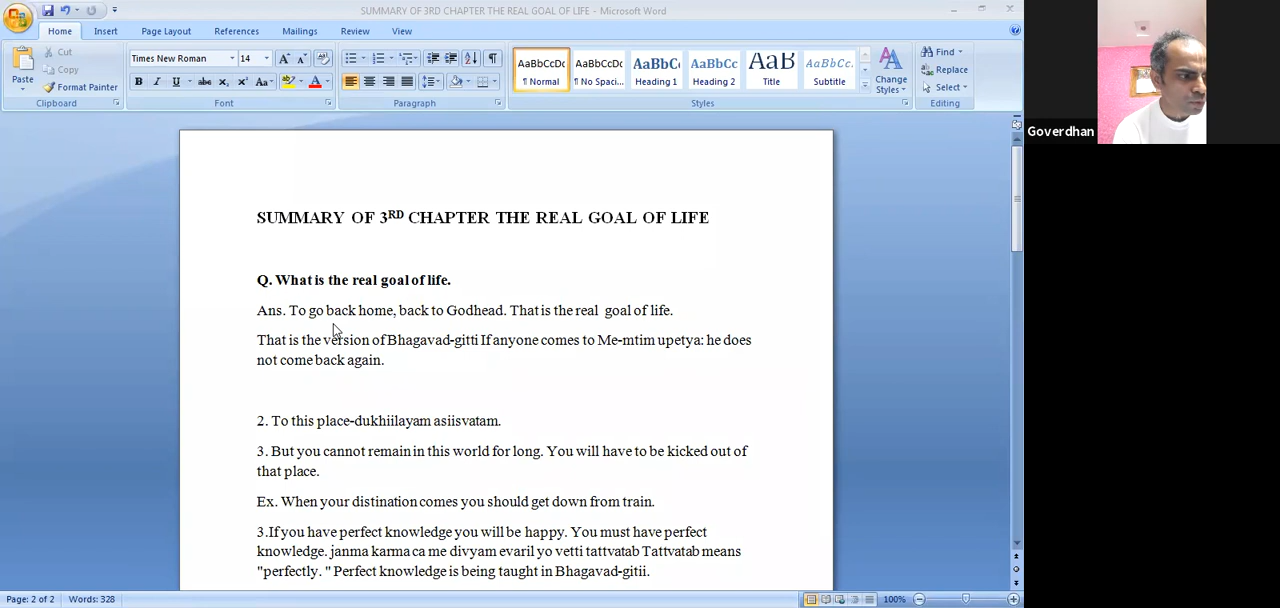 SUMMARY OF 3RD CHAPTER THE REAL GOAL OF LIFE - Microsoft Word
Home Insert Page Layout References Mailings Review View
Paste
Cut
Copy
Format Painter
Clipboard
Times New Roman 14
B I U abc x₂ x² Aa A
Font
Paragraph
AaBbCcDc AaBbCcDc AaBbC AaBbCc AaB AaBbCc.
¶ Normal ¶ No Spaci... Heading 1 Heading 2 Title Subtitle
Change Styles
Styles
Find
Replace
Select
Editing
Goverdhan
SUMMARY OF 3RD CHAPTER THE REAL GOAL OF LIFE
Q. What is the real goal of life.
Ans. To go back home, back to Godhead. That is the real goal of life.
That is the version of Bhagavad-gitti If anyone comes to Me-mtim upetya: he does
not come back again.
2. To this place-dukhiilayam asiisvatam.
3. But you cannot remain in this world for long. You will have to be kicked out of
that place.
Ex. When your distination comes you should get down from train.
3.If you have perfect knowledge you will be happy. You must have perfect
knowledge. janma karma ca me divyam evaril yo vetti tattvatab Tattvatab means
"perfectly. " Perfect knowledge is being taught in Bhagavad-gitii.
Page: 2 of 2 Words: 328 100%